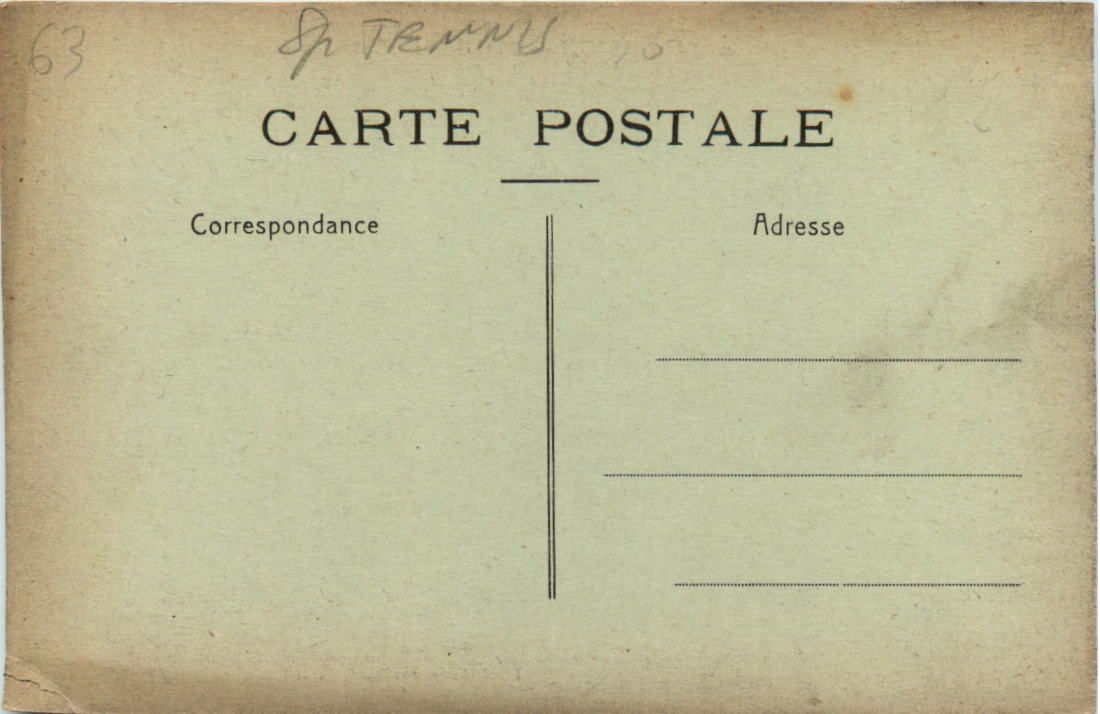 63
Sp TENNIS
CARTE POSTALE
Correspondance
Adresse